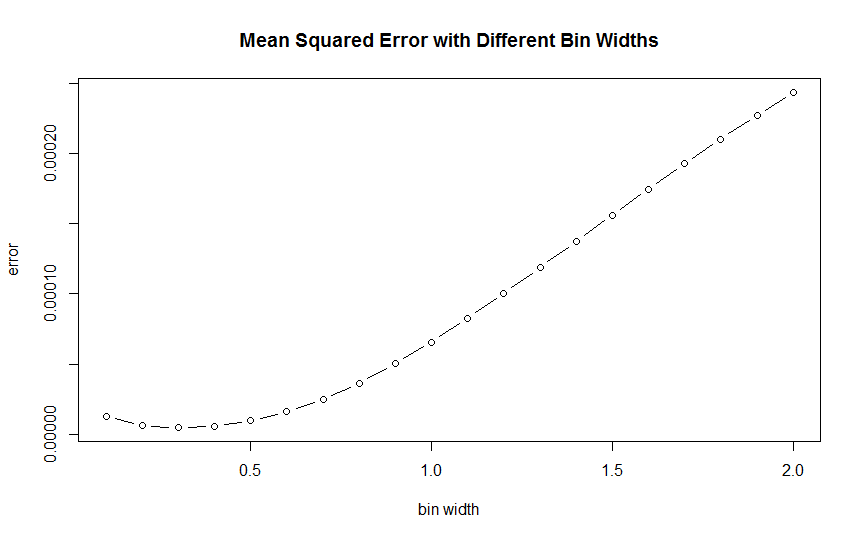 Mean Squared Error with Different Bin Widths
error
0.00020
0.00010
0.00000
0.5 1.0 1.5 2.0
bin width